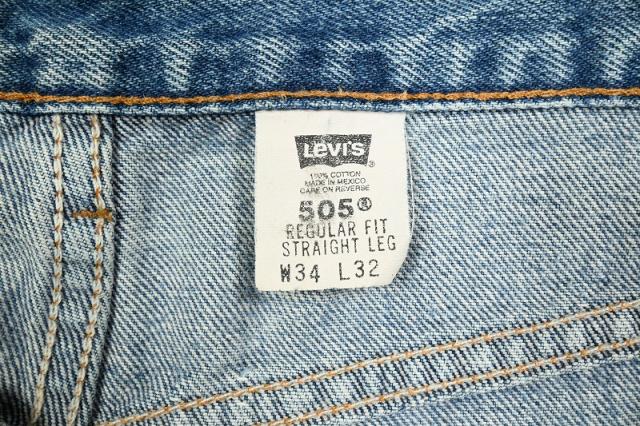 Levi's®
100% COTTON
MADE IN MEXICO
CARE ON REVERSE
505®
REGULAR FIT
STRAIGHT LEG
W34 L32